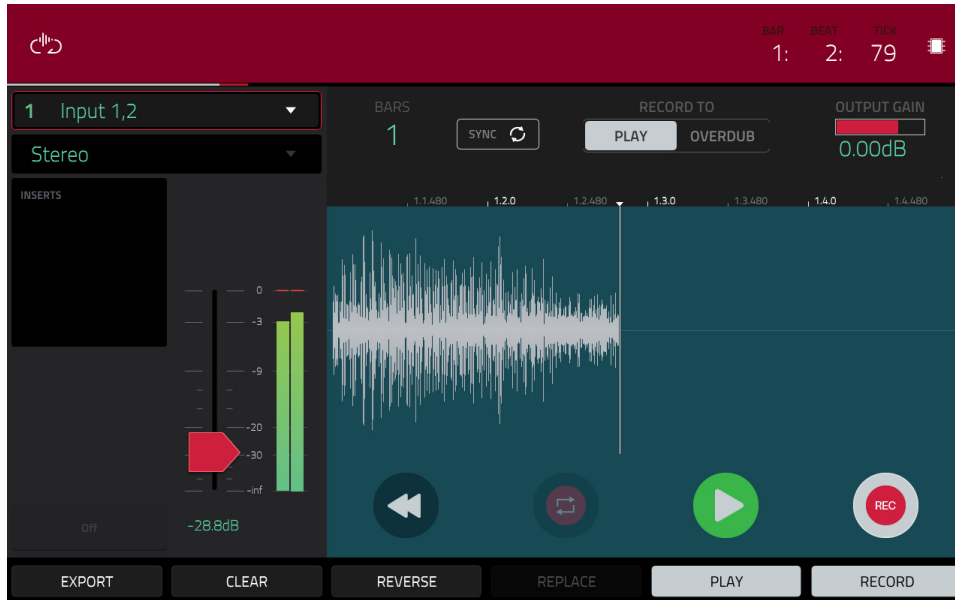 BAR BEAT TICK
1: 2: 79
1 Input 1,2
BARS
RECORD TO
OUTPUT GAIN
1
SYNC
PLAY
OVERDUB
0.00dB
Stereo
INSERTS
1.1.480 1.2.0 1.2.480 1.3.0 1.3.480 1.4.0 1.4.480
0
-3
-9
-20
-30
-inf
Off
-28.8dB
REC
EXPORT CLEAR REVERSE REPLACE PLAY RECORD